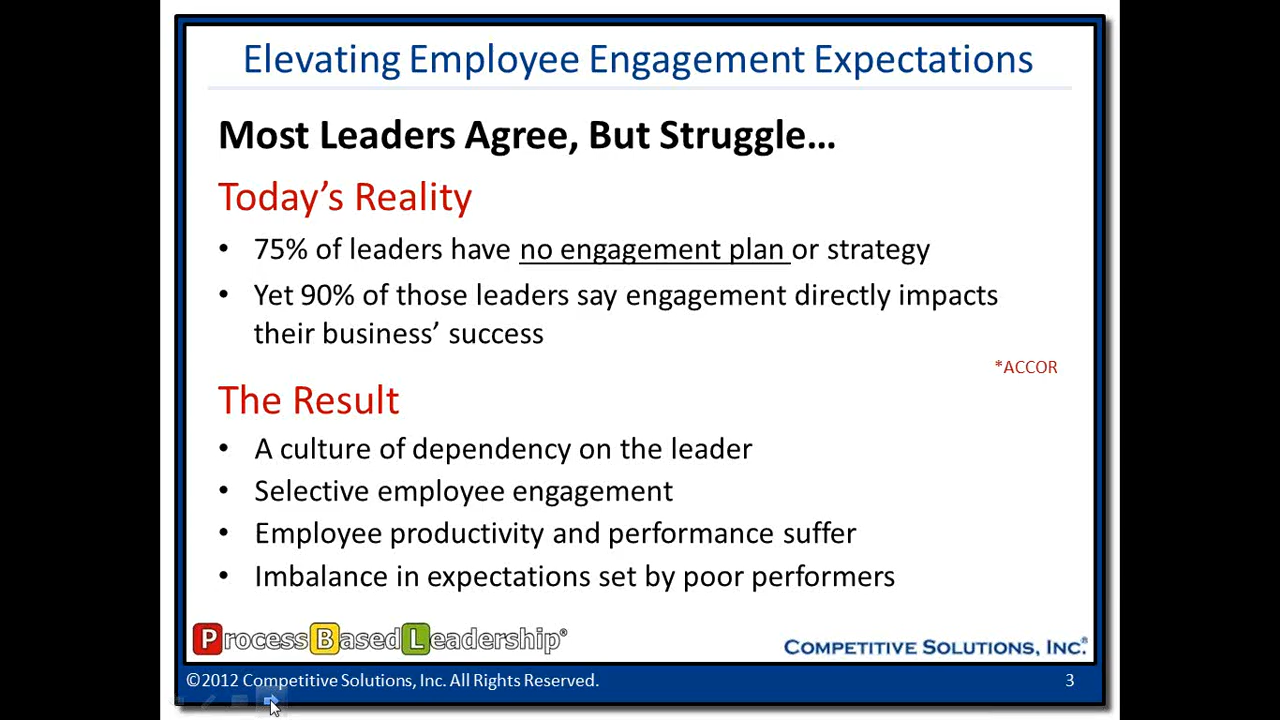 Elevating Employee Engagement Expectations
Most Leaders Agree, But Struggle…
Today’s Reality
• 75% of leaders have no engagement plan or strategy
• Yet 90% of those leaders say engagement directly impacts
their business’ success
*ACCOR
The Result
• A culture of dependency on the leader
• Selective employee engagement
• Employee productivity and performance suffer
• Imbalance in expectations set by poor performers
Process Based Leadership®
COMPETITIVE SOLUTIONS, INC.®
©2012 Competitive Solutions, Inc. All Rights Reserved.
3